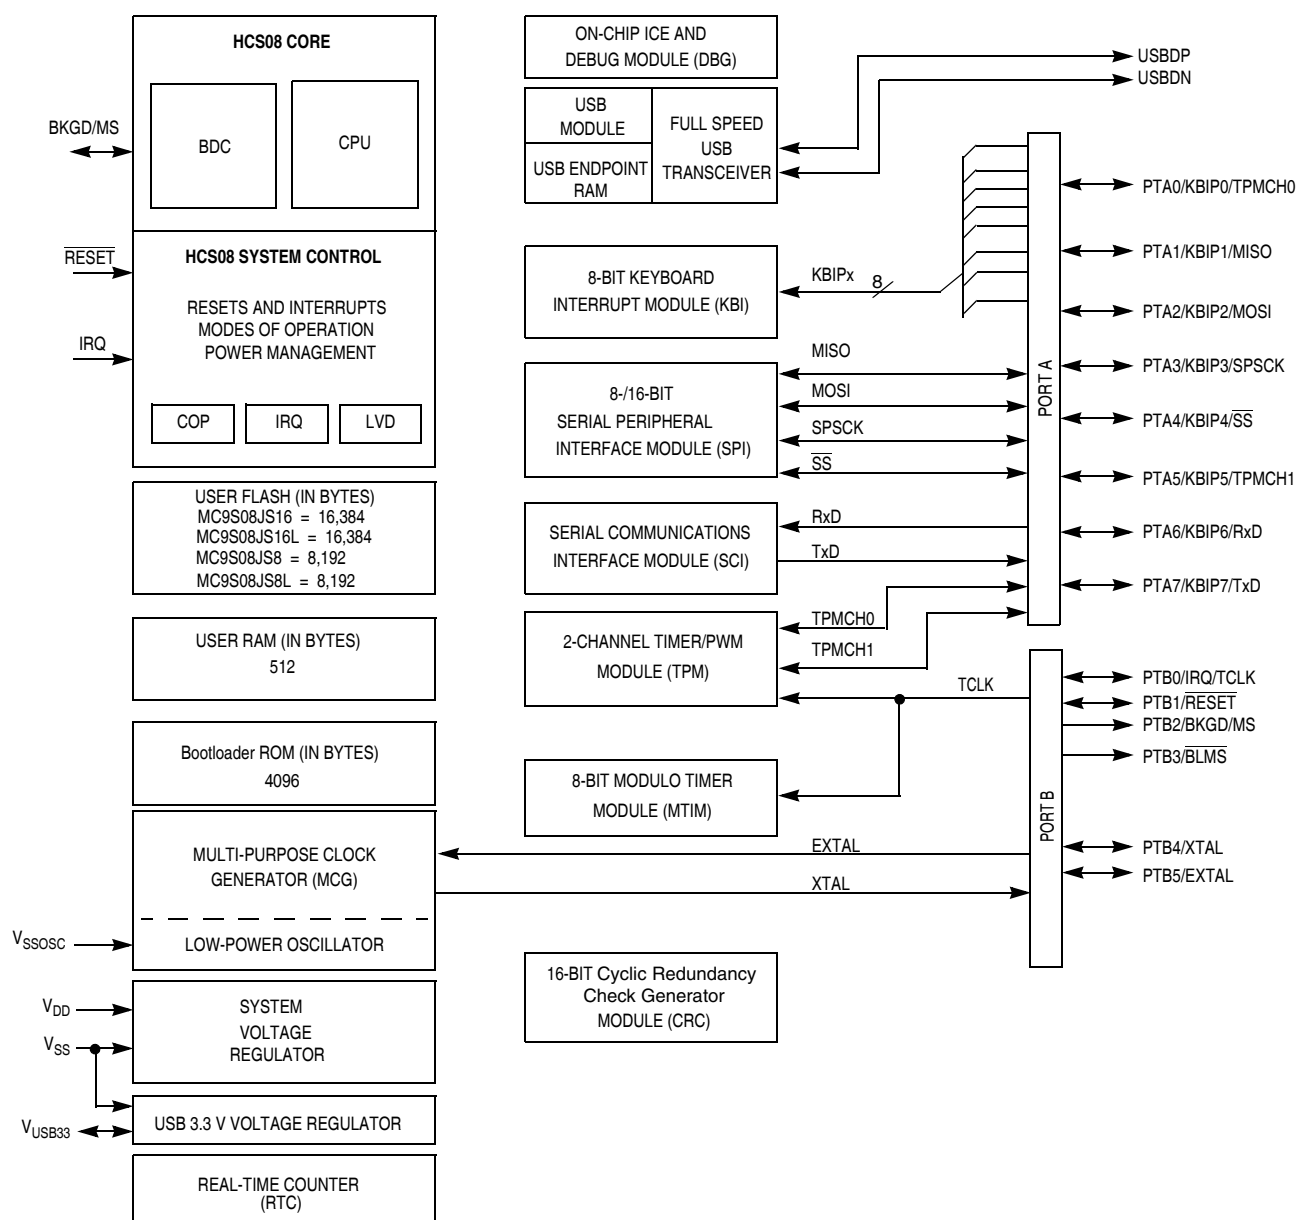 HCS08 CORE
BDC
CPU
BKGD/MS
RESET
HCS08 SYSTEM CONTROL
RESETS AND INTERRUPTS
MODES OF OPERATION
POWER MANAGEMENT
IRQ
COP
IRQ
LVD
USER FLASH (IN BYTES)
MC9S08JS16 = 16,384
MC9S08JS16L = 16,384
MC9S08JS8 = 8,192
MC9S08JS8L = 8,192
USER RAM (IN BYTES)
512
Bootloader ROM (IN BYTES)
4096
MULTI-PURPOSE CLOCK
GENERATOR (MCG)
LOW-POWER OSCILLATOR
VSSOSC
VDD
VSS
SYSTEM
VOLTAGE
REGULATOR
VUSB33
USB 3.3 V VOLTAGE REGULATOR
REAL-TIME COUNTER
(RTC)
ON-CHIP ICE AND
DEBUG MODULE (DBG)
USB
MODULE
USB ENDPOINT
RAM
FULL SPEED
USB
TRANSCEIVER
USBDP
USBDN
8-BIT KEYBOARD
INTERRUPT MODULE (KBI)
KBIPx
8
8-/16-BIT
SERIAL PERIPHERAL
INTERFACE MODULE (SPI)
MISO
MOSI
SPSCK
SS
SERIAL COMMUNICATIONS
INTERFACE MODULE (SCI)
RxD
TxD
2-CHANNEL TIMER/PWM
MODULE (TPM)
TPMCH0
TPMCH1
TCLK
8-BIT MODULO TIMER
MODULE (MTIM)
EXTAL
XTAL
16-BIT Cyclic Redundancy
Check Generator
MODULE (CRC)
PORT A
PTA0/KBIP0/TPMCH0
PTA1/KBIP1/MISO
PTA2/KBIP2/MOSI
PTA3/KBIP3/SPSCK
PTA4/KBIP4/SS
PTA5/KBIP5/TPMCH1
PTA6/KBIP6/RxD
PTA7/KBIP7/TxD
PORT B
PTB0/IRQ/TCLK
PTB1/RESET
PTB2/BKGD/MS
PTB3/BLMS
PTB4/XTAL
PTB5/EXTAL